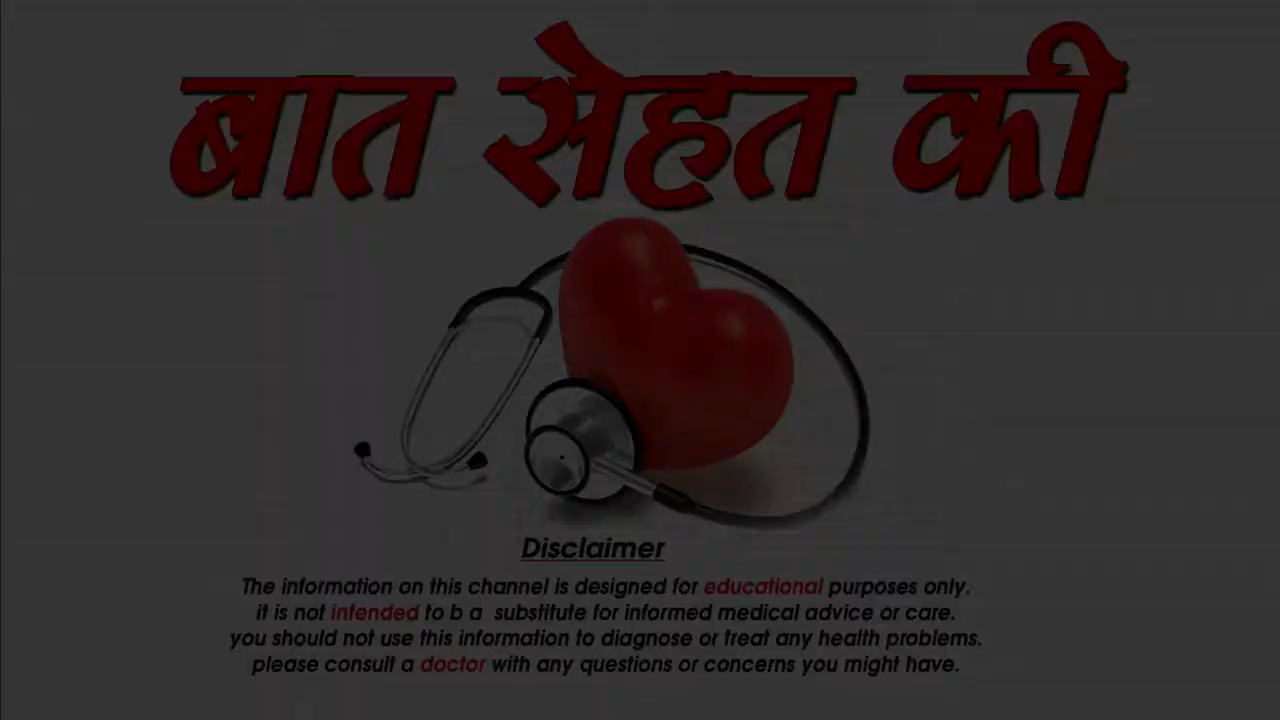 बात सेहत की
Disclaimer
The information on this channel is designed for educational purposes only.
it is not intended to b a substitute for informed medical advice or care.
you should not use this information to diagnose or treat any health problems.
please consult a doctor with any questions or concerns you might have.